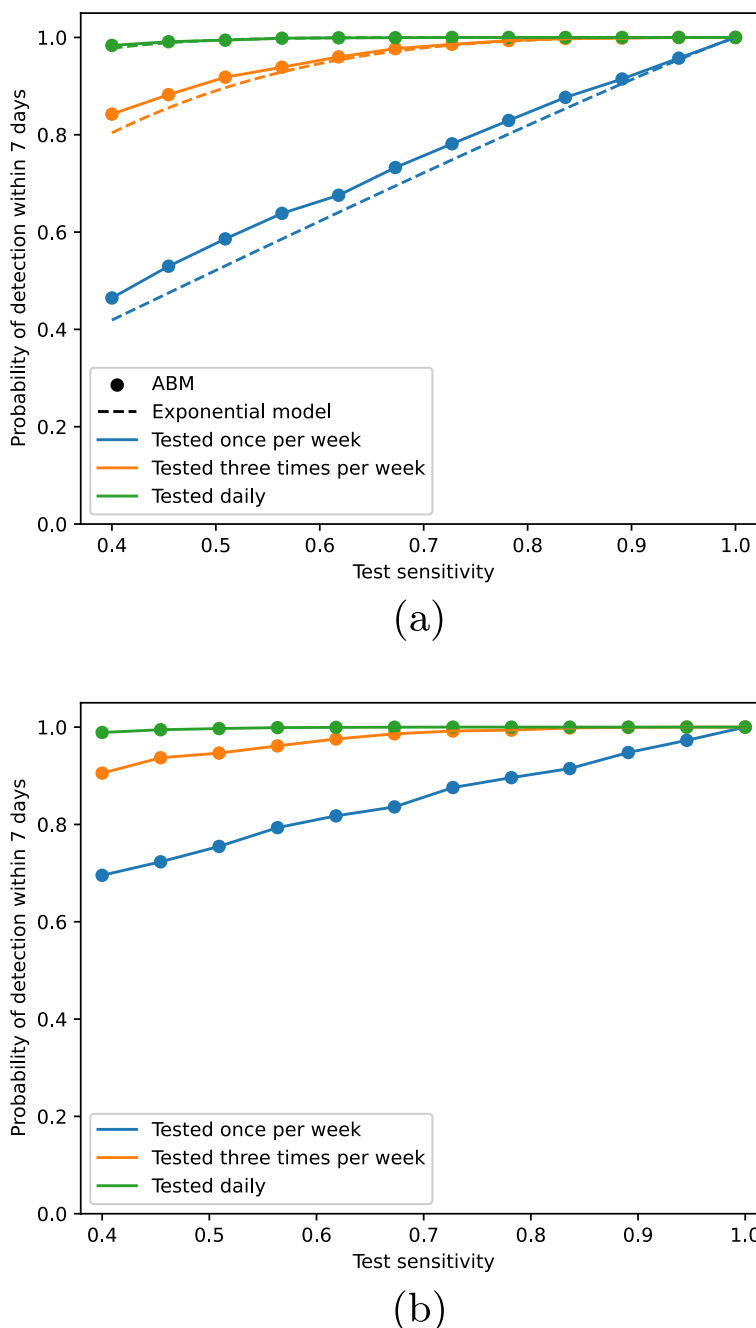 1.0
0.8
0.6
0.4
0.2
0.0
Probability of detection within 7 days
ABM
Exponential model
Tested once per week
Tested three times per week
Tested daily
0.4 0.5 0.6 0.7 0.8 0.9 1.0
Test sensitivity
(a)
1.0
0.8
0.6
0.4
0.2
0.0
Probability of detection within 7 days
Tested once per week
Tested three times per week
Tested daily
0.4 0.5 0.6 0.7 0.8 0.9 1.0
Test sensitivity
(b)